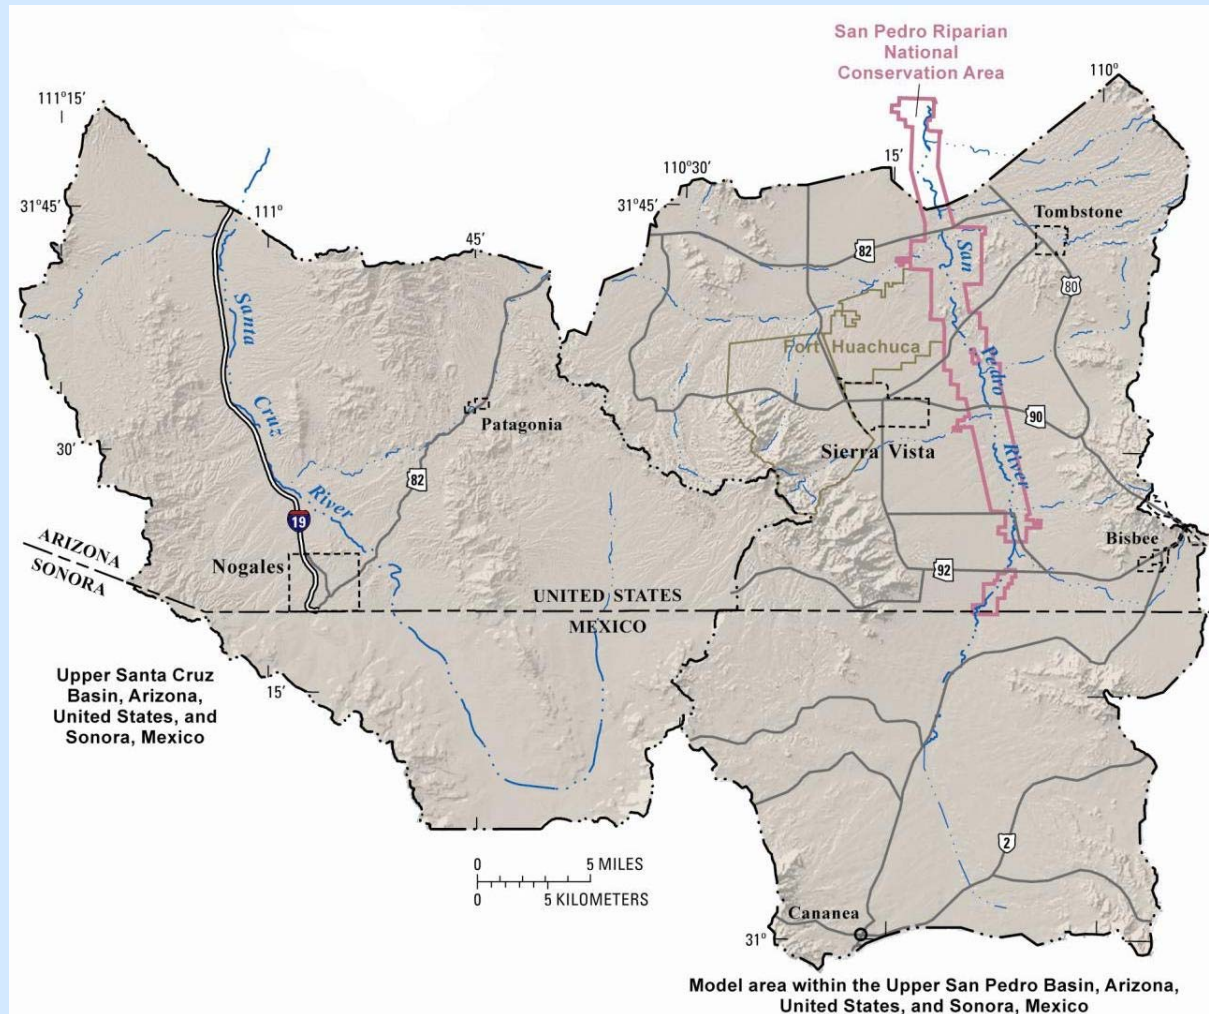 San Pedro Riparian
National
Conservation Area
110°
111°15′
15′
110°30′
31°45′
111°
31°45′
Tombstone
45′
82
San
80
Santa
Fort Huachuca
Pedro
Cruz
Patagonia
90
Sierra Vista
30′
82
River
River
19
ARIZONA
SONORA
Nogales
Bisbee
92
UNITED STATES
MEXICO
Upper Santa Cruz
Basin, Arizona,
United States, and
Sonora, Mexico
15′
2
0 5 MILES
0 5 KILOMETERS
Cananea
31°
Model area within the Upper San Pedro Basin, Arizona,
United States, and Sonora, Mexico